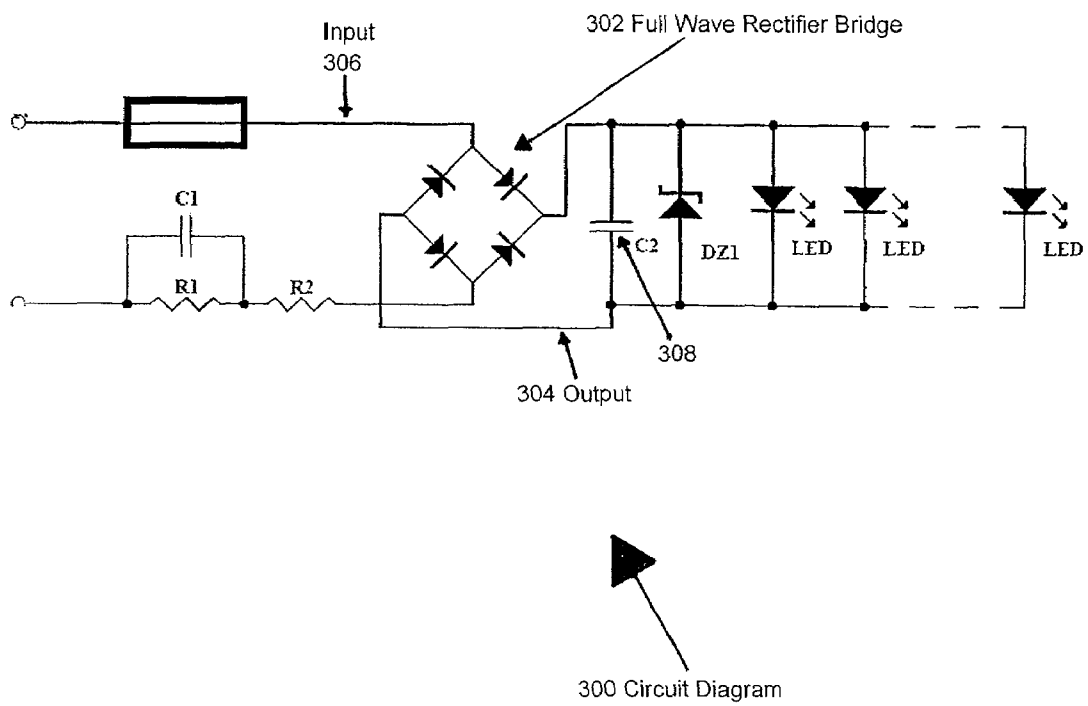 302 Full Wave Rectifier Bridge
Input
306
C1
R1
R2
C2
DZ1
LED
LED
LED
308
304 Output
300 Circuit Diagram